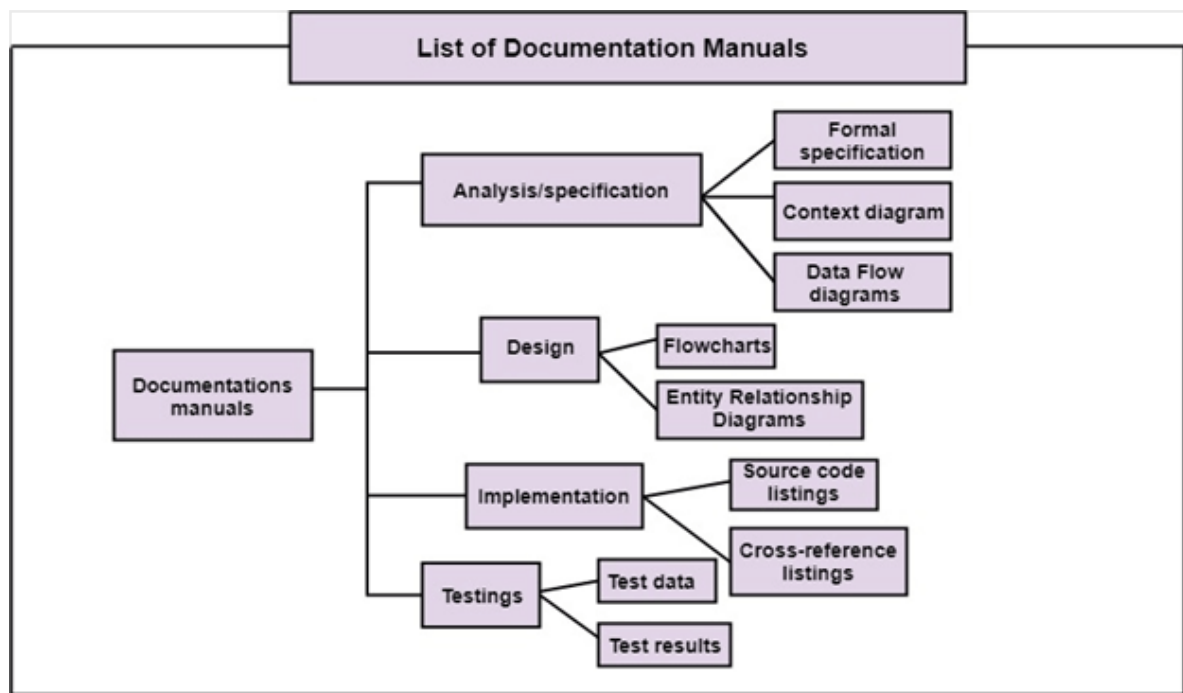 List of Documentation Manuals
Formal
specification
Analysis/specification
Context diagram
Data Flow
diagrams
Design
Flowcharts
Entity Relationship
Diagrams
Documentations
manuals
Implementation
Source code
listings
Cross-reference
listings
Testings
Test data
Test results